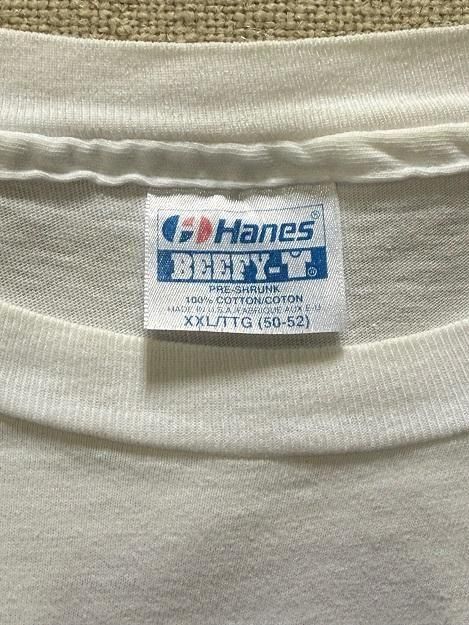 Hanes®
BEEFY-T®
PRE-SHRUNK
100% COTTON/COTON
MADE IN U.S.A./FABRIQUE AUX E-U
XXL/TTG (50-52)